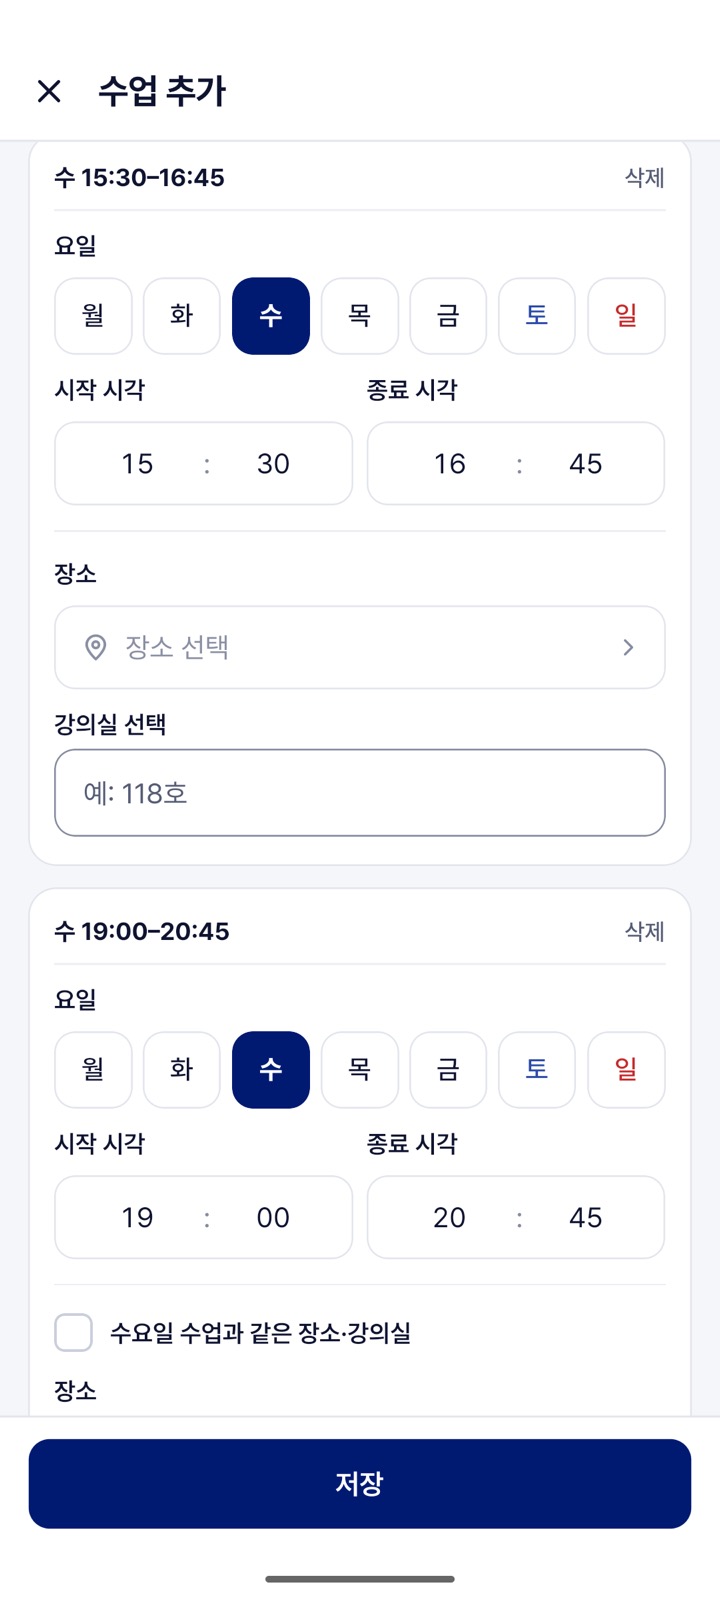 수업 추가
수 15:30–16:45 삭제
요일
월 화 수 목 금 토 일
시작 시각 종료 시각
15 : 30 16 : 45
장소
장소 선택
강의실 선택
예: 118호
수 19:00–20:45 삭제
요일
월 화 수 목 금 토 일
시작 시각 종료 시각
19 : 00 20 : 45
수요일 수업과 같은 장소·강의실
장소
저장